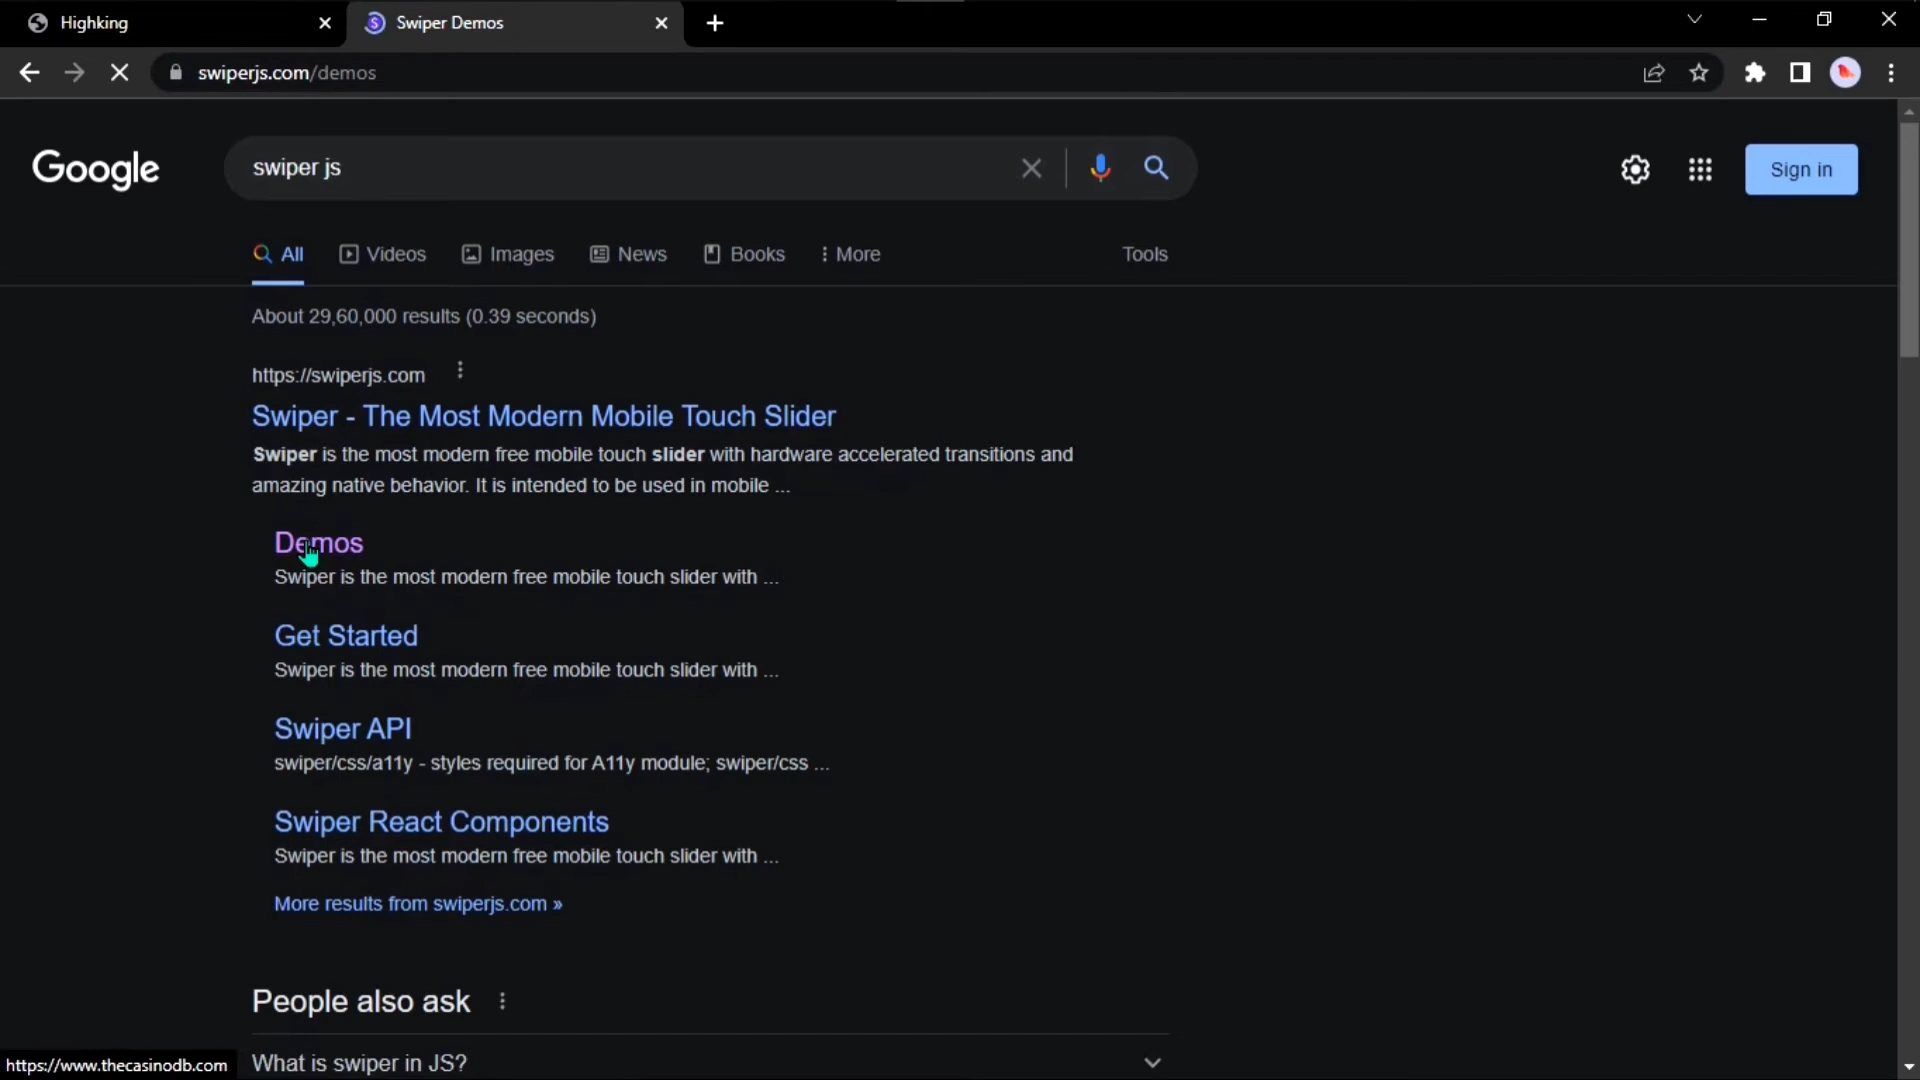 Highking
Swiper Demos
swiperjs.com/demos
Google
swiper js
Sign in
All
Videos
Images
News
Books
More
Tools
About 29,60,000 results (0.39 seconds)
https://swiperjs.com
Swiper - The Most Modern Mobile Touch Slider
Swiper is the most modern free mobile touch slider with hardware accelerated transitions and
amazing native behavior. It is intended to be used in mobile ...
Demos
Swiper is the most modern free mobile touch slider with ...
Get Started
Swiper is the most modern free mobile touch slider with ...
Swiper API
swiper/css/a11y - styles required for A11y module; swiper/css ...
Swiper React Components
Swiper is the most modern free mobile touch slider with ...
More results from swiperjs.com »
People also ask
What is swiper in JS?
https://www.thecasinodb.com